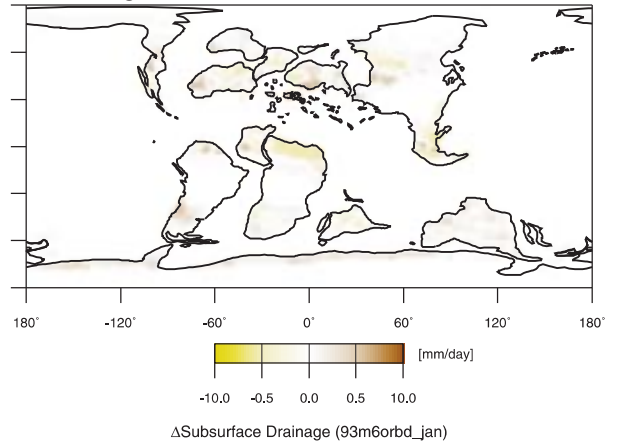 180˚ -120˚ -60˚ 0˚ 60˚ 120˚ 180˚
[mm/day]
-10.0 -0.5 0.0 0.5 10.0
ΔSubsurface Drainage (93m6orbd_jan)